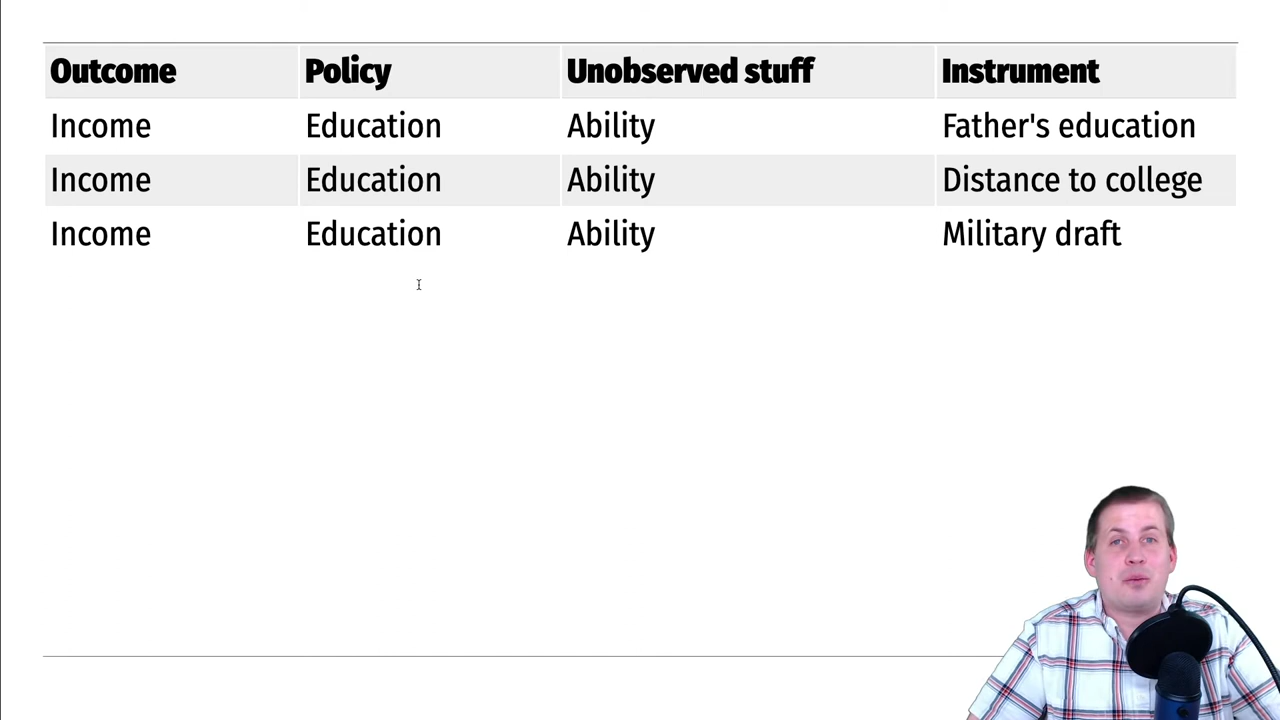 Outcome Policy Unobserved stuff Instrument
Income Education Ability Father's education
Income Education Ability Distance to college
Income Education Ability Military draft